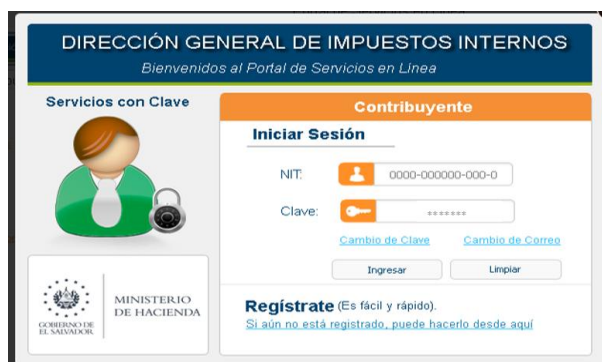 DIRECCIÓN GENERAL DE IMPUESTOS INTERNOS
Bienvenidos al Portal de Servicios en Línea
Servicios con Clave
Contribuyente
Iniciar Sesión
NIT: 0000-000000-000-0
Clave: *******
Cambio de Clave Cambio de Correo
Ingresar Limpiar
Regístrate (Es fácil y rápido).
Si aún no está registrado, puede hacerlo desde aquí
GOBIERNO DE
EL SALVADOR
MINISTERIO
DE HACIENDA